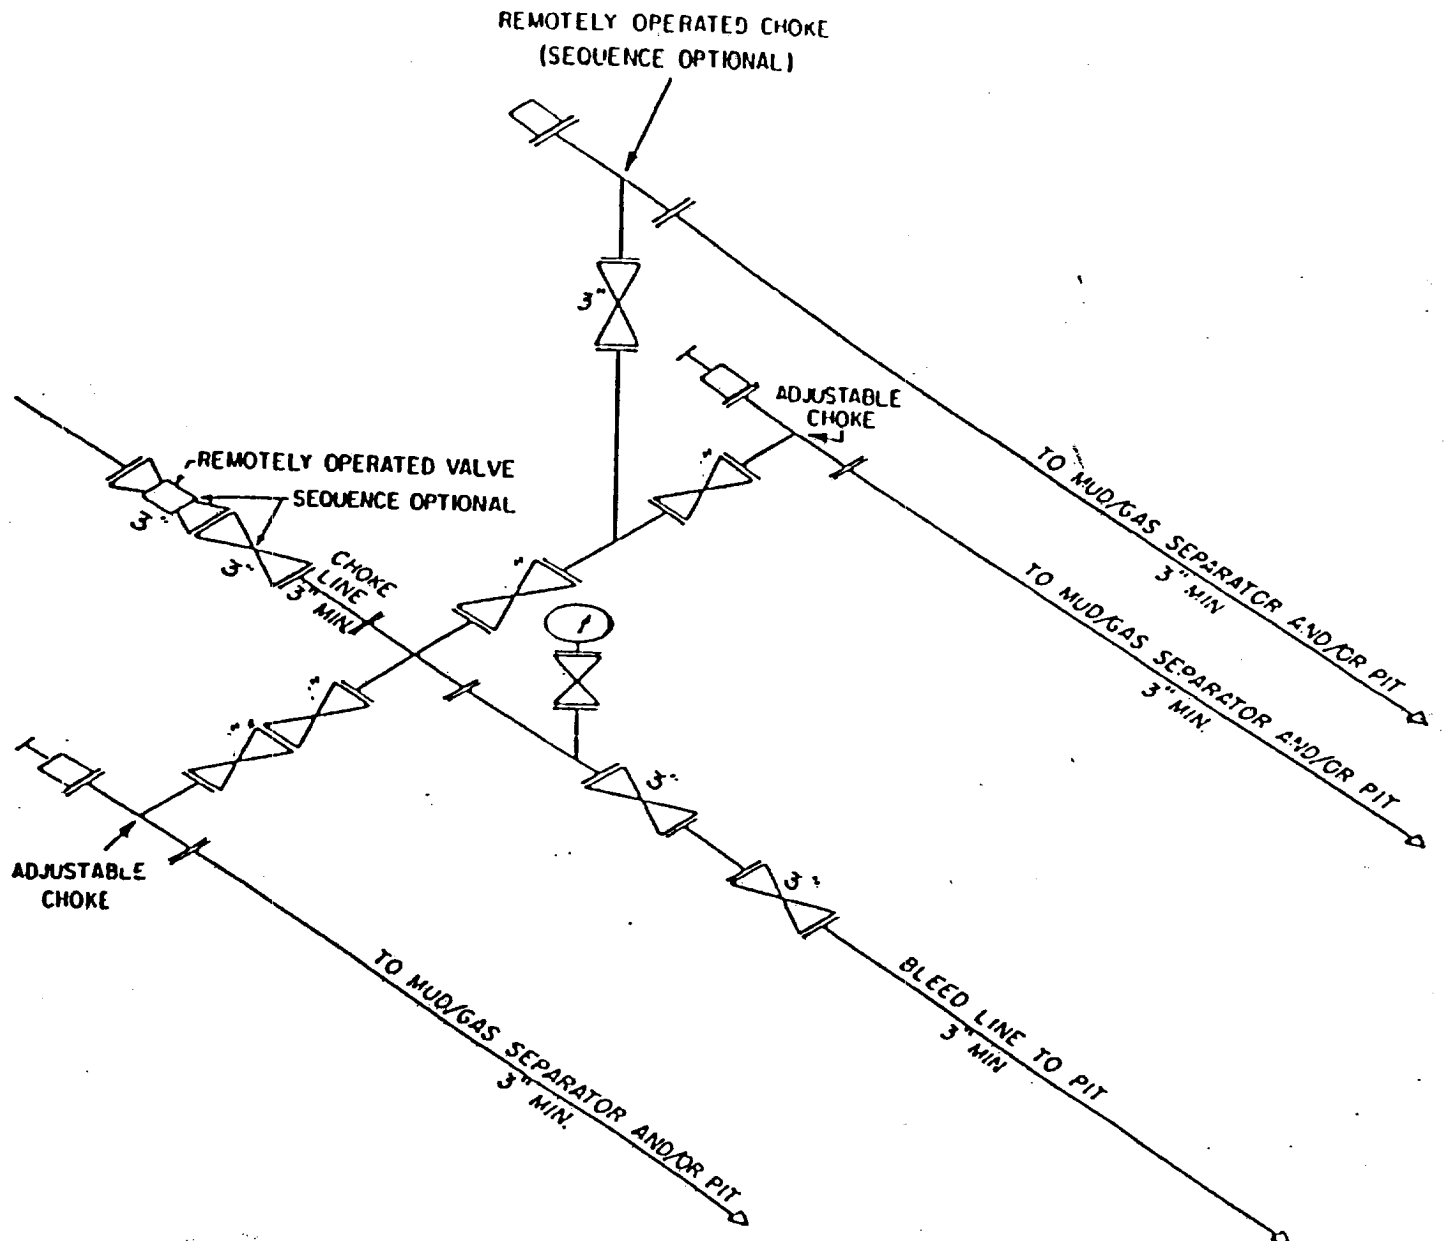 REMOTELY OPERATED CHOKE
(SEQUENCE OPTIONAL)
3"
ADJUSTABLE
CHOKE
REMOTELY OPERATED VALVE
SEQUENCE OPTIONAL
3"
3"
CHOKE
LINE
3" MIN.
TO MUD/GAS SEPARATOR AND/OR PIT
3" MIN
TO MUD/GAS SEPARATOR AND/OR PIT
3" MIN.
3"
3"
ADJUSTABLE
CHOKE
BLEED LINE TO PIT
3" MIN
TO MUD/GAS SEPARATOR AND/OR PIT
3" MIN.